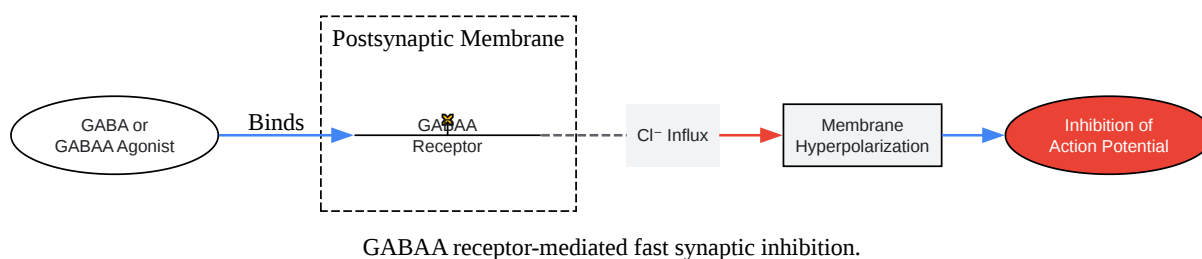 Postsynaptic Membrane
GABA or
GABAA Agonist
Binds
GABAA
Receptor
Cl⁻ Influx
Membrane
Hyperpolarization
Inhibition of
Action Potential
GABAA receptor-mediated fast synaptic inhibition.